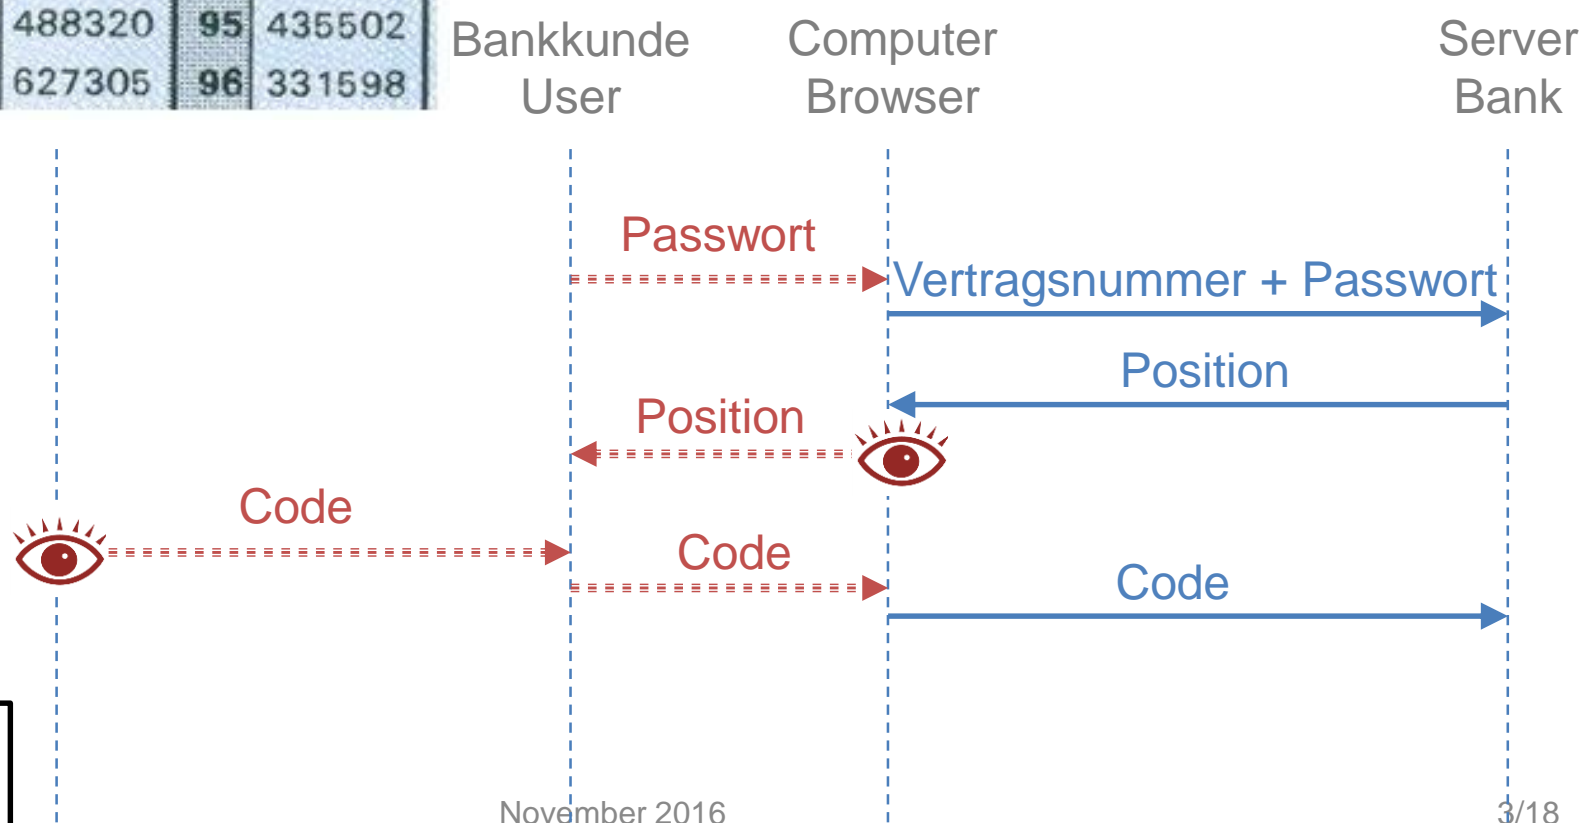 488320 95 435502
627305 96 331598
Bankkunde
User
Computer
Browser
Server
Bank
Passwort
Vertragsnummer + Passwort
Position
Position
Code
Code
Code
November 2016
3/18